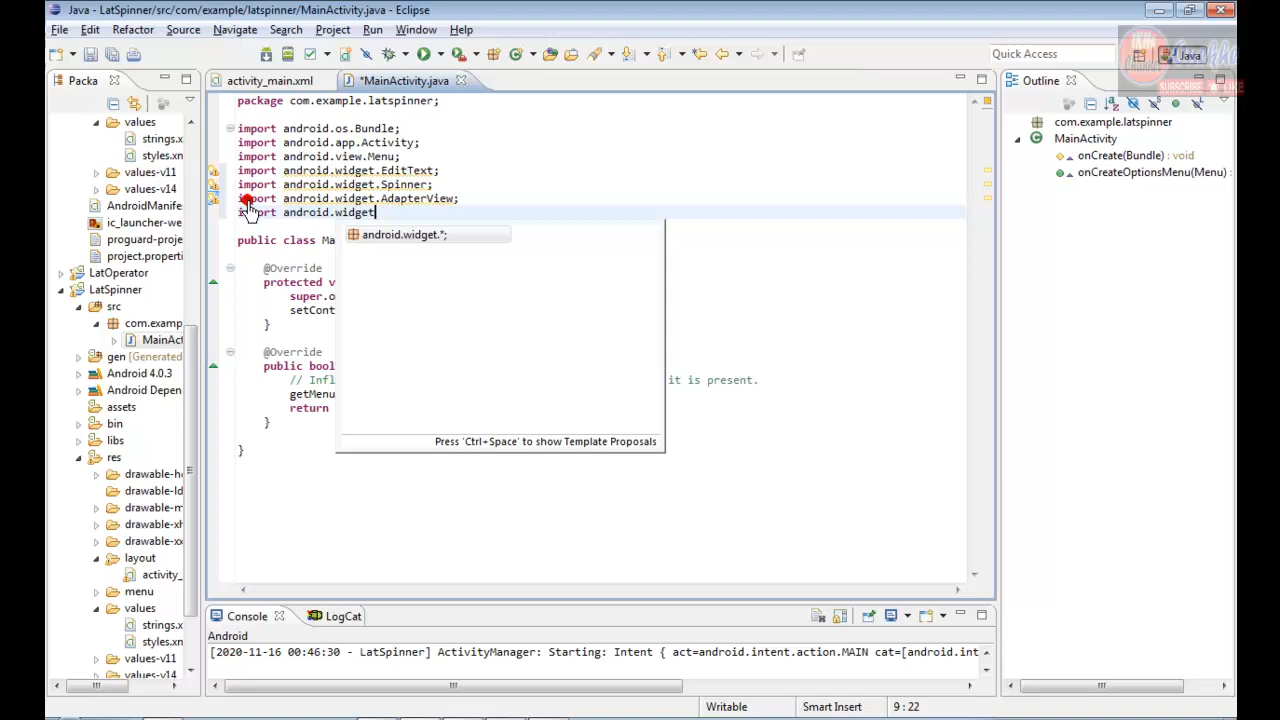 Java - LatSpinner/src/com/example/latspinner/MainActivity.java - Eclipse
File Edit Refactor Source Navigate Search Project Run Window Help
Quick Access
Java
SUBSCRIBE LIKE
Packa
activity_main.xml
*MainActivity.java
Outline
values
strings.x
styles.xn
values-v11
values-v14
AndroidManife
ic_launcher-we
proguard-proje
project.properti
LatOperator
LatSpinner
src
com.examp
MainAct
gen [Generated
Android 4.0.3
Android Depen
assets
bin
libs
res
drawable-h
drawable-ld
drawable-m
drawable-xh
drawable-xx
layout
activity_
menu
values
strings.x
styles.xn
values-v11
values-v14
package com.example.latspinner;
import android.os.Bundle;
import android.app.Activity;
import android.view.Menu;
import android.widget.EditText;
import android.widget.Spinner;
import android.widget.AdapterView;
import android.widget
android.widget.*;
public class Ma
@Override
protected v
super.o
setCont
}
@Override
public bool
// Infl it is present.
getMenu
return
}
}
Press 'Ctrl+Space' to show Template Proposals
com.example.latspinner
MainActivity
onCreate(Bundle) : void
onCreateOptionsMenu(Menu) :
Console
LogCat
Android
[2020-11-16 00:46:30 - LatSpinner] ActivityManager: Starting: Intent { act=android.intent.action.MAIN cat=[android.int
Writable
Smart Insert
9 : 22